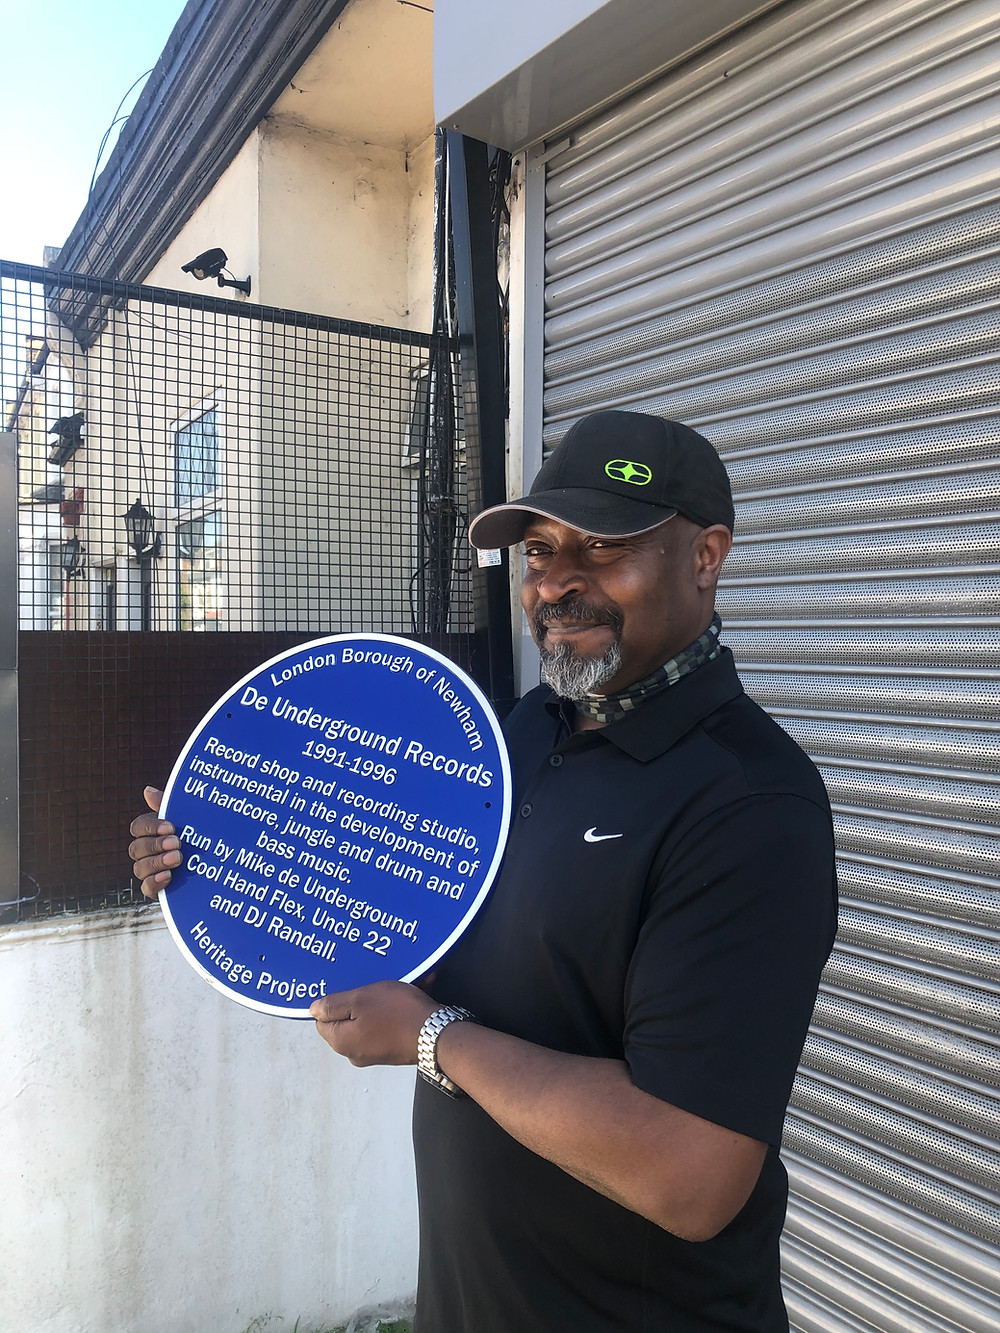 London Borough of Newham
De Underground Records
1991-1996
Record shop and recording studio,
instrumental in the development of
UK hardcore, jungle and drum and
bass music.
Run by Mike de Underground,
Cool Hand Flex, Uncle 22
and DJ Randall.
Heritage Project